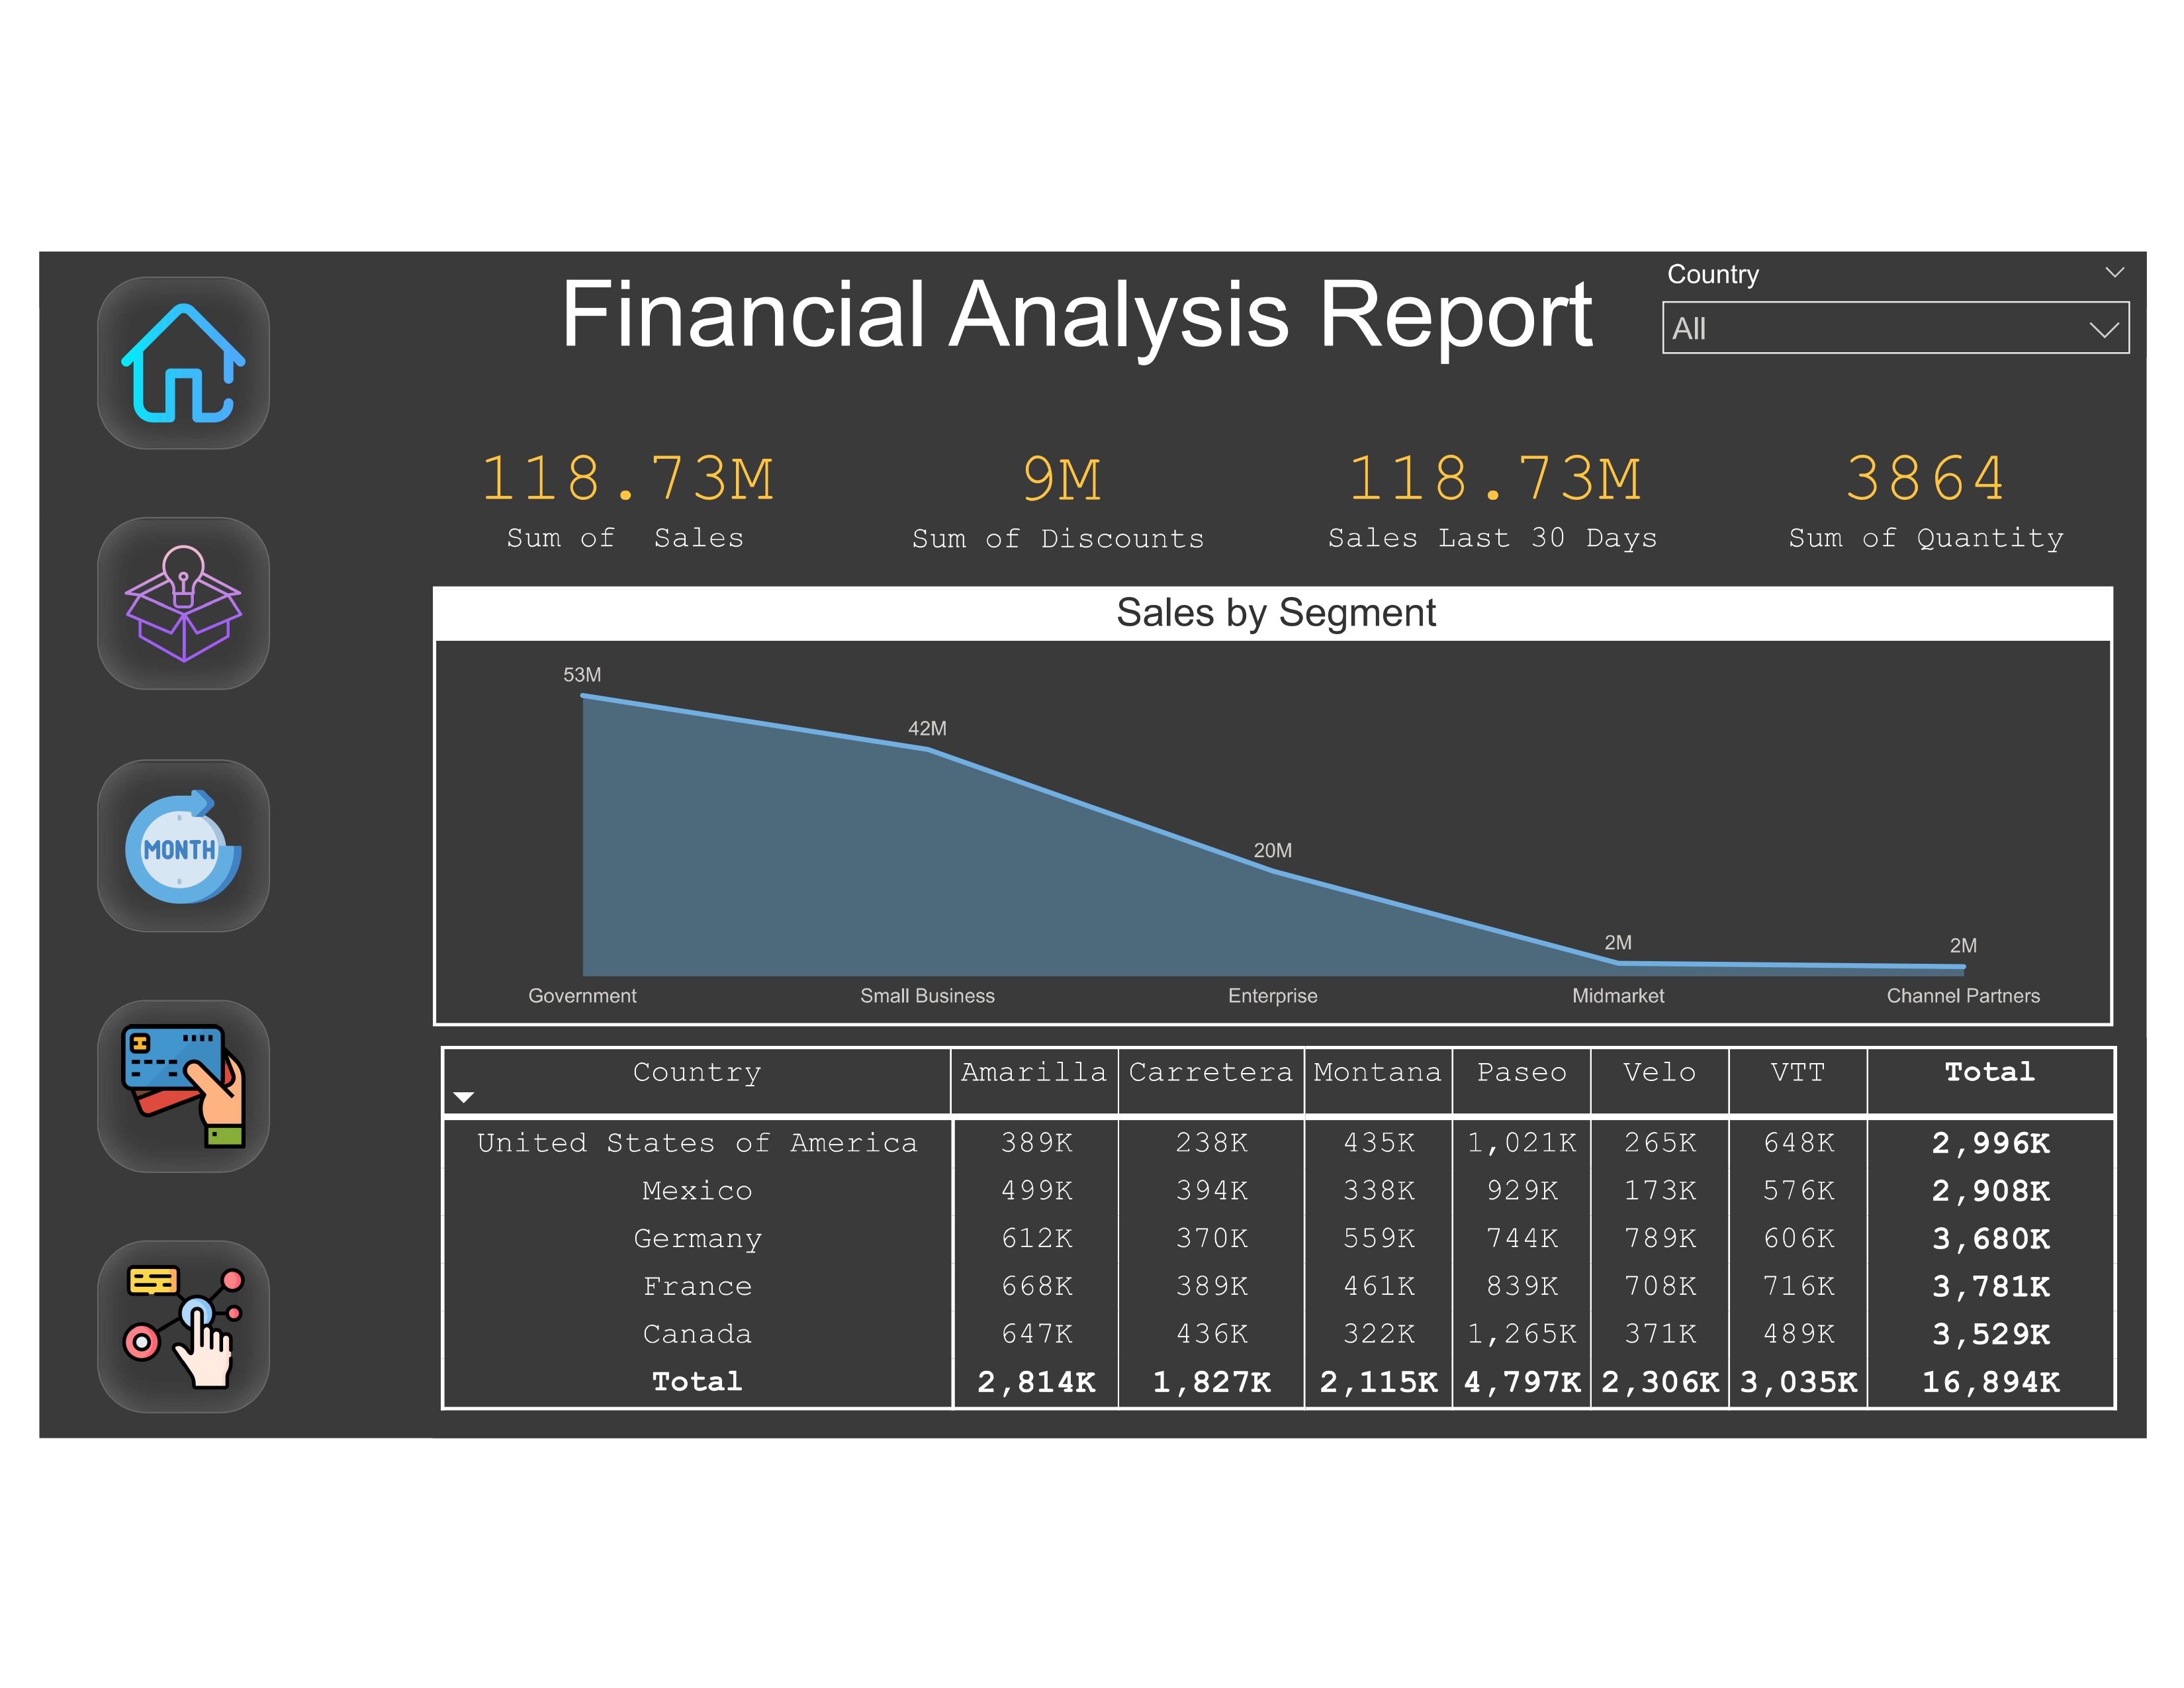 Financial Analysis Report
Country
All
118.73M
Sum of Sales
9M
Sum of Discounts
118.73M
Sales Last 30 Days
3864
Sum of Quantity
MONTH
Sales by Segment
53M
42M
20M
2M
2M
Government Small Business Enterprise Midmarket Channel Partners
Country Amarilla Carretera Montana Paseo Velo VTT Total
United States of America 389K 238K 435K 1,021K 265K 648K 2,996K
Mexico 499K 394K 338K 929K 173K 576K 2,908K
Germany 612K 370K 559K 744K 789K 606K 3,680K
France 668K 389K 461K 839K 708K 716K 3,781K
Canada 647K 436K 322K 1,265K 371K 489K 3,529K
Total 2,814K 1,827K 2,115K 4,797K 2,306K 3,035K 16,894K